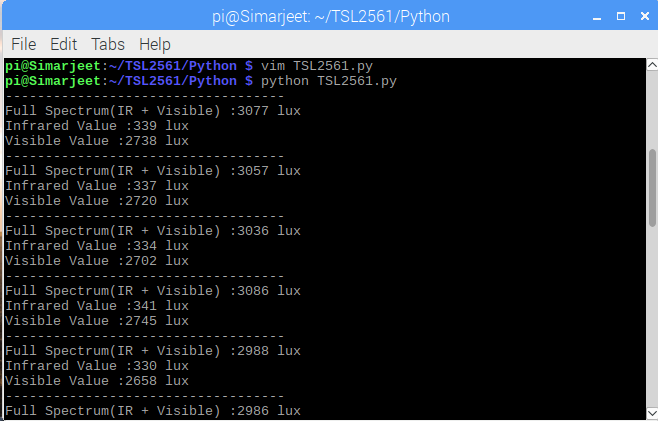 pi@Simarjeet: ~/TSL2561/Python
File Edit Tabs Help
pi@Simarjeet:~/TSL2561/Python $ vim TSL2561.py
pi@Simarjeet:~/TSL2561/Python $ python TSL2561.py
-----------------------------------
Full Spectrum(IR + Visible) :3077 lux
Infrared Value :339 lux
Visible Value :2738 lux
-----------------------------------
Full Spectrum(IR + Visible) :3057 lux
Infrared Value :337 lux
Visible Value :2720 lux
-----------------------------------
Full Spectrum(IR + Visible) :3036 lux
Infrared Value :334 lux
Visible Value :2702 lux
-----------------------------------
Full Spectrum(IR + Visible) :3086 lux
Infrared Value :341 lux
Visible Value :2745 lux
-----------------------------------
Full Spectrum(IR + Visible) :2988 lux
Infrared Value :330 lux
Visible Value :2658 lux
-----------------------------------
Full Spectrum(IR + Visible) :2986 lux